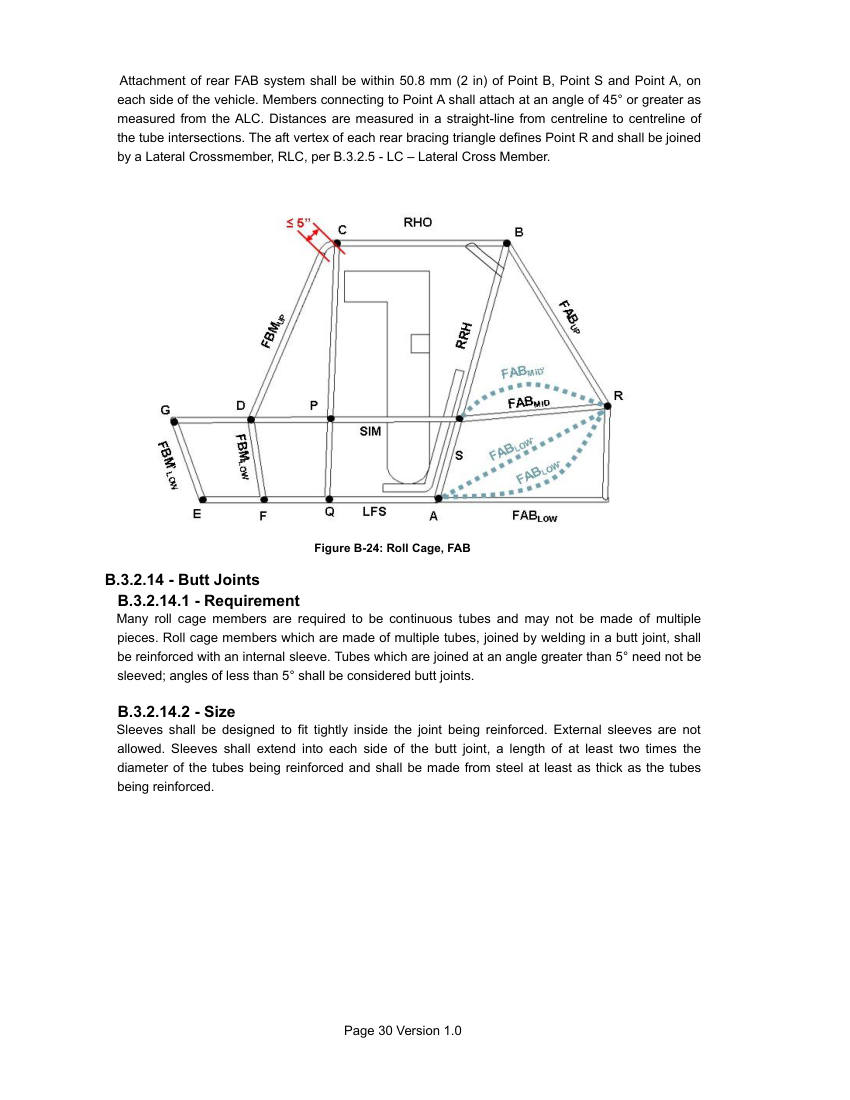 Attachment of rear FAB system shall be within 50.8 mm (2 in) of Point B, Point S and Point A, on
each side of the vehicle. Members connecting to Point A shall attach at an angle of 45° or greater as
measured from the ALC. Distances are measured in a straight-line from centreline to centreline of
the tube intersections. The aft vertex of each rear bracing triangle defines Point R and shall be joined
by a Lateral Crossmember, RLC, per B.3.2.5 - LC – Lateral Cross Member.
≤ 5"
C
RHO
B
FBMUP
RRH
FABUP
FABMID'
R
G
D
P
FABMID
SIM
FBM'LOW
FBMLOW
S
FABLOW'
FABLOW'
E
F
Q
LFS
A
FABLOW
Figure B-24: Roll Cage, FAB
B.3.2.14 - Butt Joints
B.3.2.14.1 - Requirement
Many roll cage members are required to be continuous tubes and may not be made of multiple
pieces. Roll cage members which are made of multiple tubes, joined by welding in a butt joint, shall
be reinforced with an internal sleeve. Tubes which are joined at an angle greater than 5° need not be
sleeved; angles of less than 5° shall be considered butt joints.
B.3.2.14.2 - Size
Sleeves shall be designed to fit tightly inside the joint being reinforced. External sleeves are not
allowed. Sleeves shall extend into each side of the butt joint, a length of at least two times the
diameter of the tubes being reinforced and shall be made from steel at least as thick as the tubes
being reinforced.
Page 30 Version 1.0